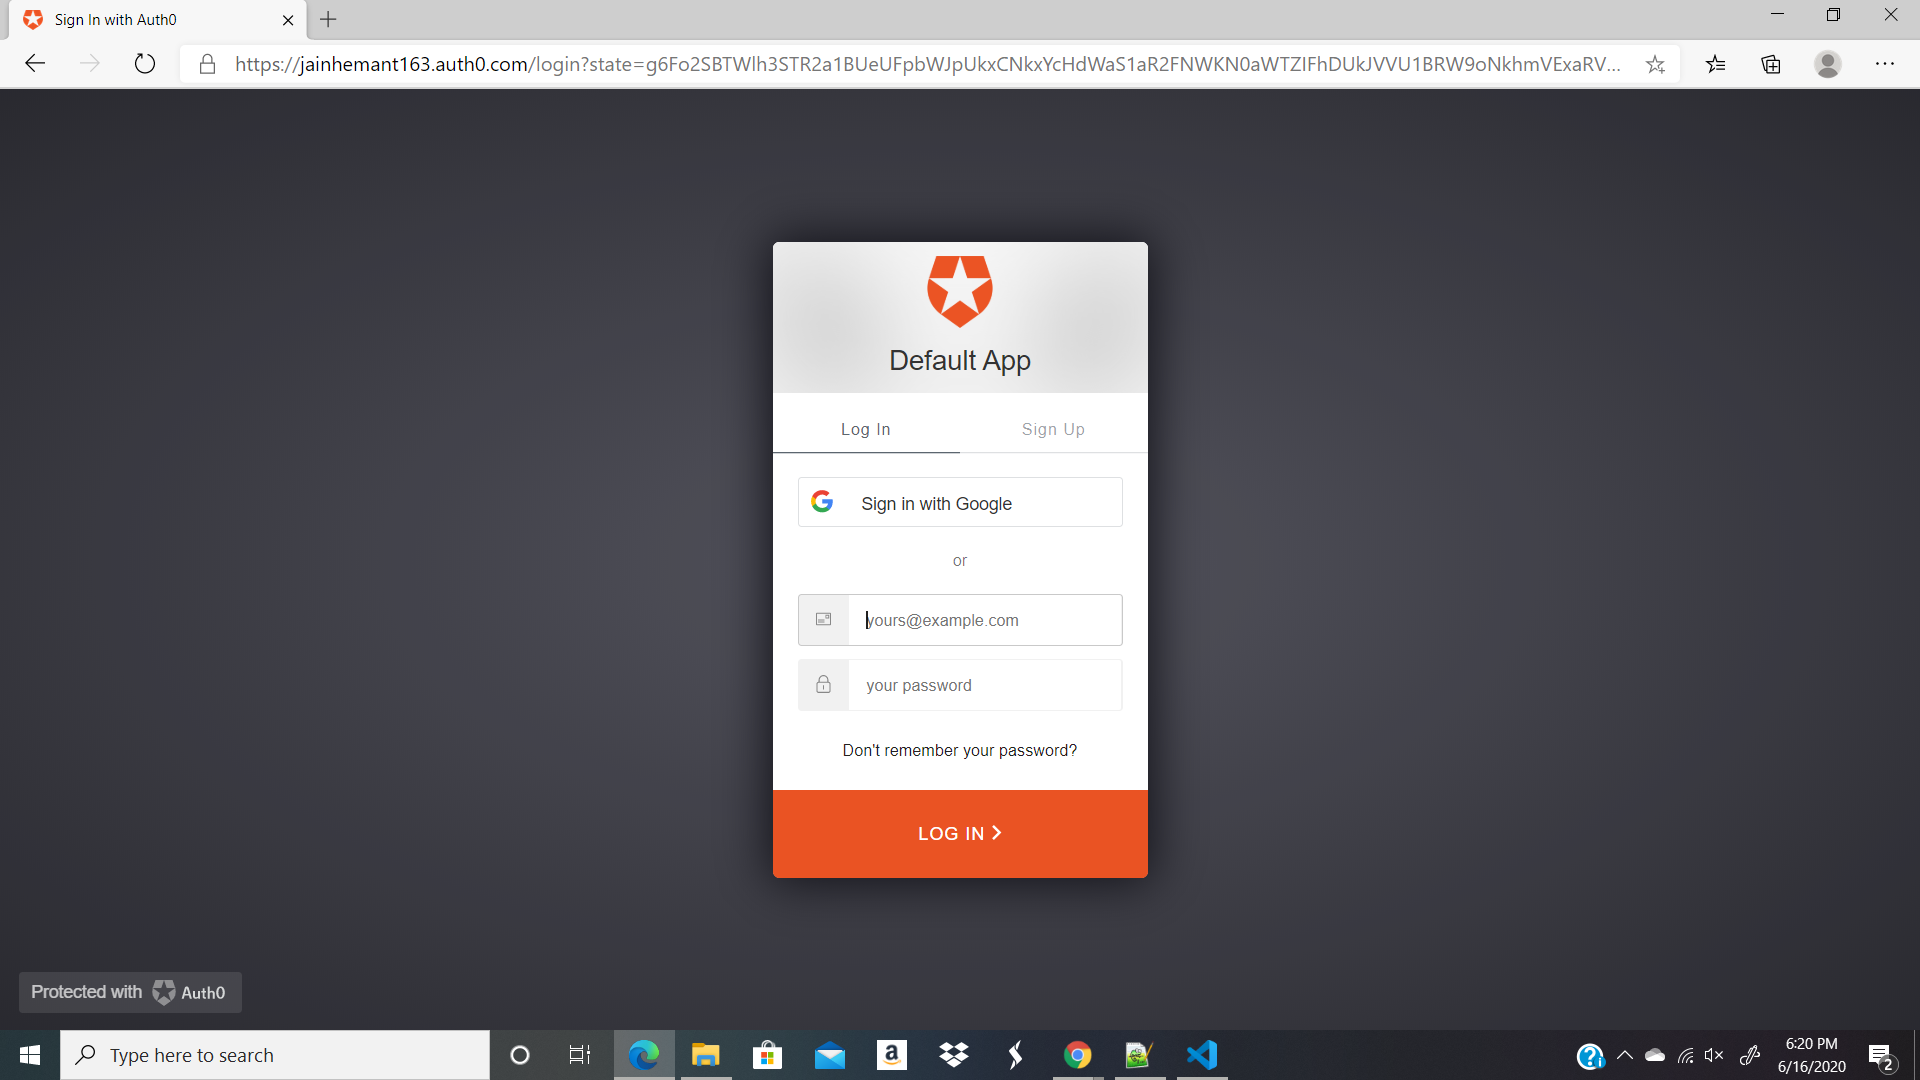 Sign In with Auth0
https://jainhemant163.auth0.com/login?state=g6Fo2SBTWlh3STR2a1BUeUFpbWJpUkxCNkxYcHdWaS1aR2FNWKN0aWTZIFhDUkJVVU1BRW9oNkhmVExaRV...
Default App
Log In
Sign Up
Sign in with Google
or
yours@example.com
your password
Don't remember your password?
LOG IN
Protected with Auth0
Type here to search
6:20 PM
6/16/2020
2